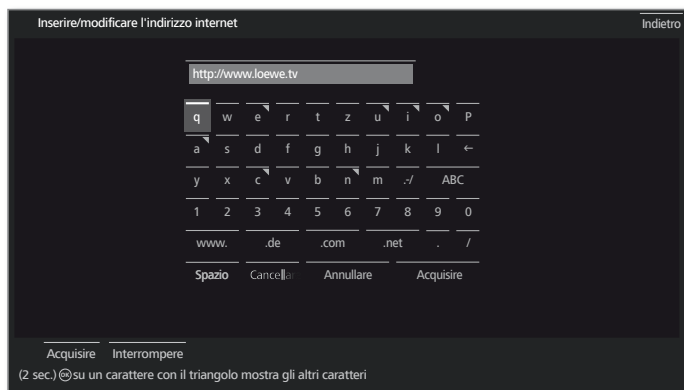 Inserire/modificare l'indirizzo internet Indietro
http://www.loewe.tv
q w e r t z u i o P
a s d f g h j k l ←
y x c v b n m .-/ ABC
1 2 3 4 5 6 7 8 9 0
www. .de .com .net . /
Spazio Cancellare Annullare Acquisire
Acquisire Interrompere
(2 sec.) OK su un carattere con il triangolo mostra gli altri caratteri